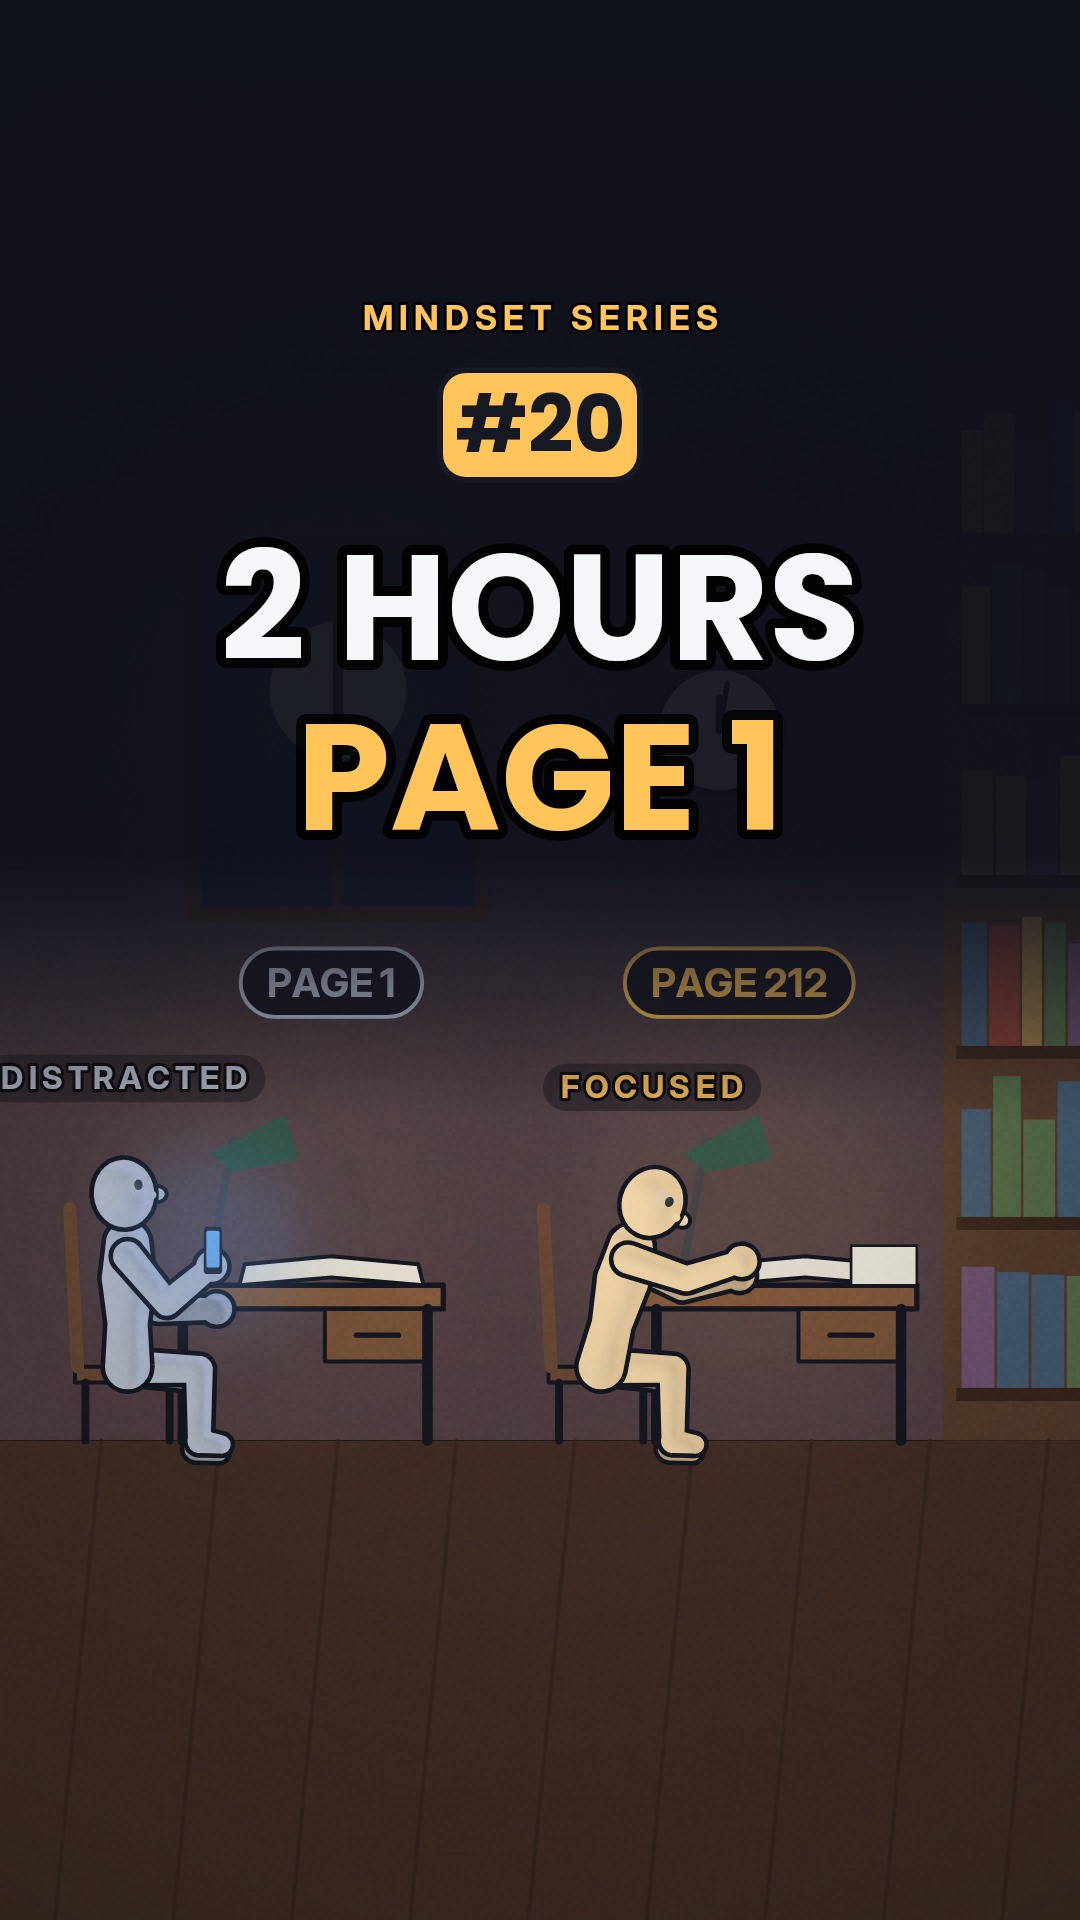 MINDSET SERIES
#20
2 HOURS
PAGE 1
PAGE 1
PAGE 212
DISTRACTED
FOCUSED